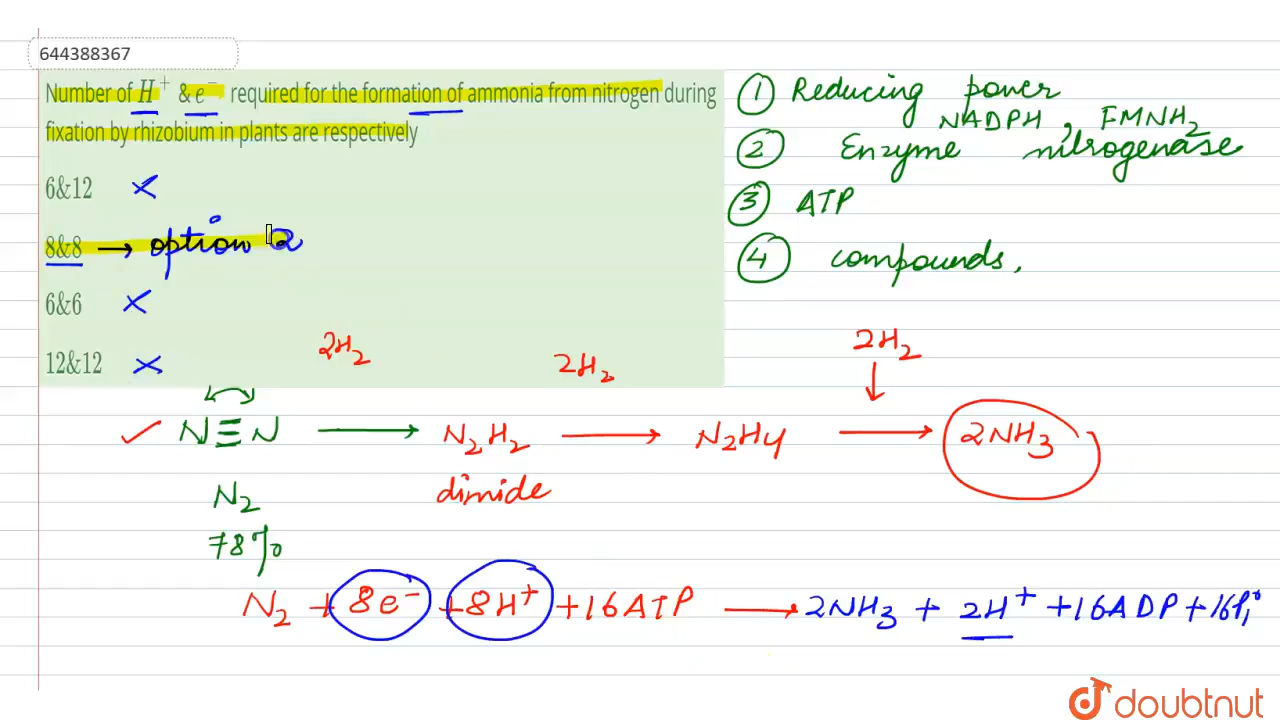 644388367
Number of H⁺ & e⁻ required for the formation of ammonia from nitrogen during
fixation by rhizobium in plants are respectively
6&12 ×
8&8 → option 2
6&6 ×
12&12 ×
① Reducing power
NADPH, FMNH₂
② Enzyme nitrogenase
③ ATP
④ compounds,
2H₂ 2H₂ 2H₂
✓ N≡N → N₂H₂ → N₂H₄ → 2NH₃
N₂ dimide
78%
N₂ + 8e⁻ + 8H⁺ + 16ATP → 2NH₃ + 2H⁺ + 16ADP + 16Pi
doubtnut